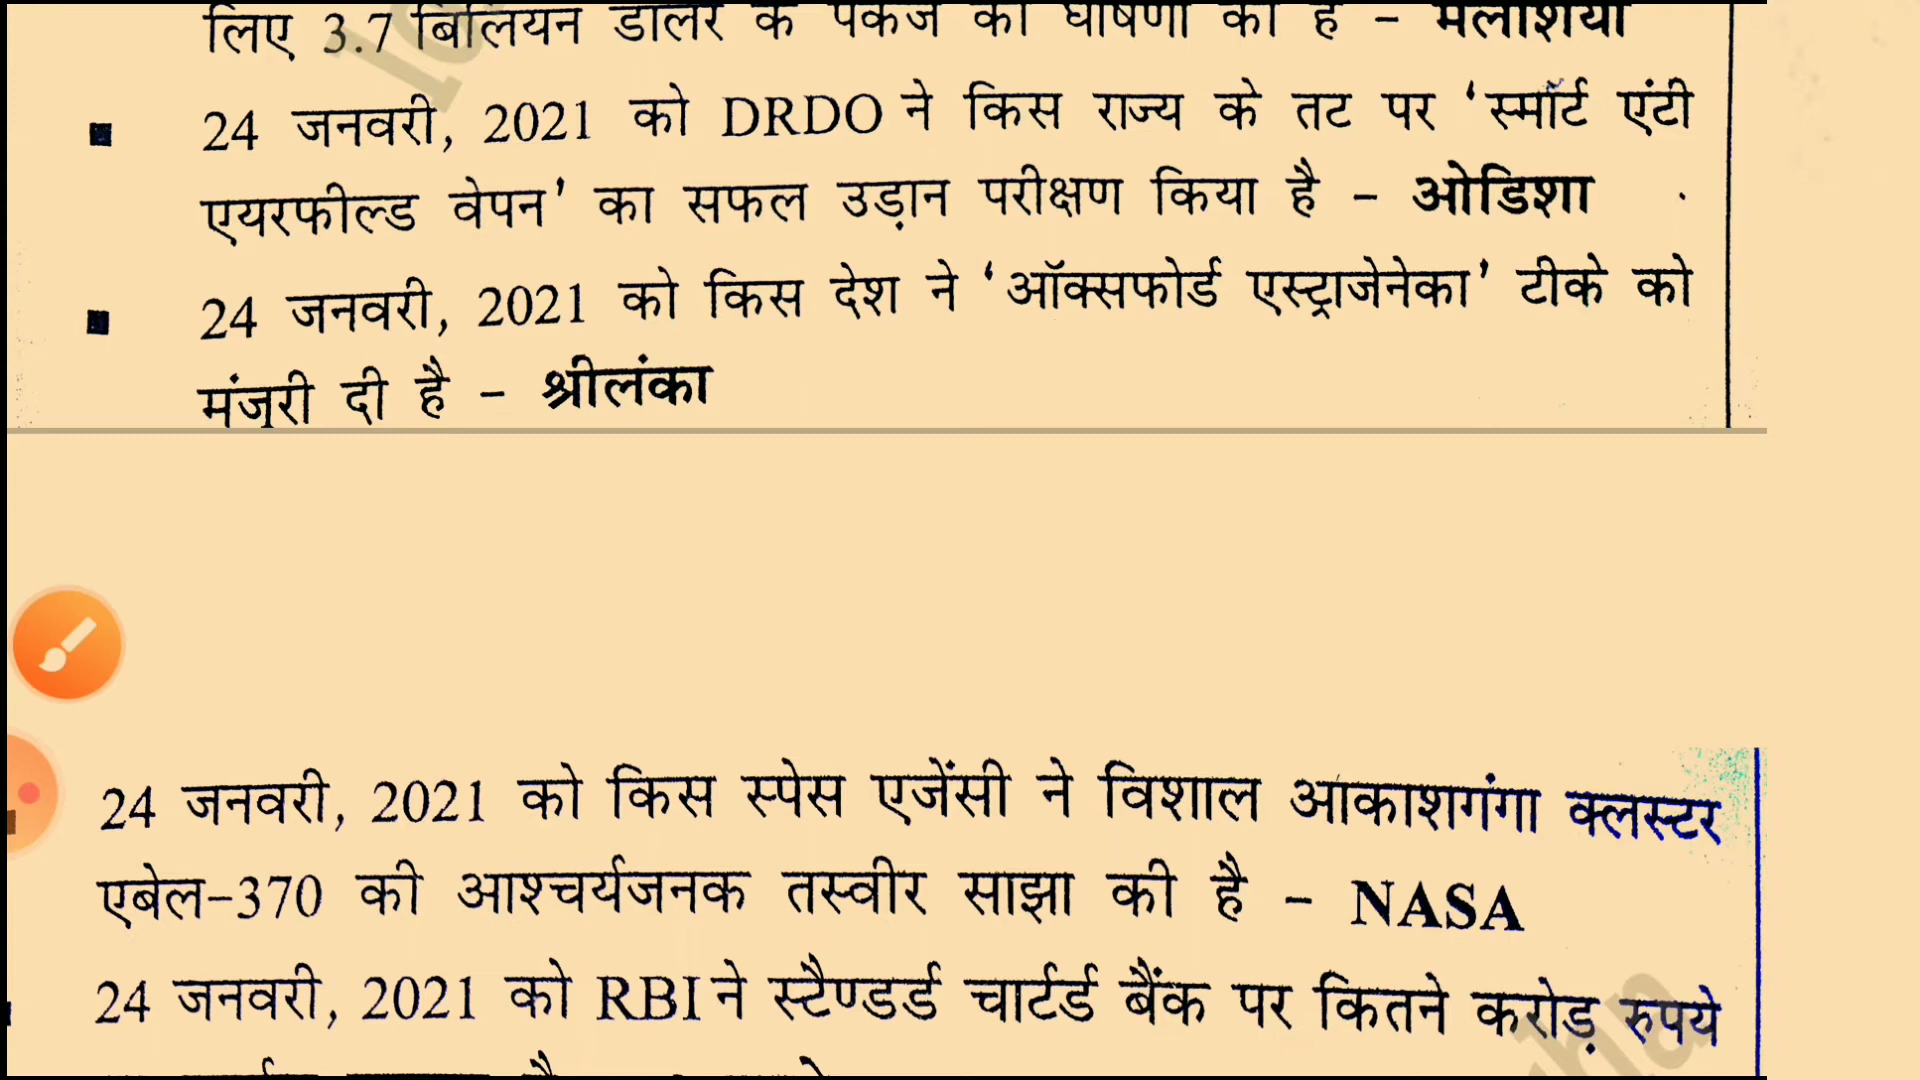 लिए 3.7 बिलियन डॉलर के पैकेज की घोषणा की है - मलेशिया
24 जनवरी, 2021 को DRDO ने किस राज्य के तट पर ‘स्मॉर्ट एंटी
एयरफील्ड वेपन’ का सफल उड़ान परीक्षण किया है - ओडिशा
24 जनवरी, 2021 को किस देश ने ‘ऑक्सफोर्ड एस्ट्राजेनेका’ टीके को
मंजूरी दी है - श्रीलंका
24 जनवरी, 2021 को किस स्पेस एजेंसी ने विशाल आकाशगंगा क्लस्टर
एबेल-370 की आश्चर्यजनक तस्वीर साझा की है - NASA
24 जनवरी, 2021 को RBI ने स्टैण्डर्ड चार्टर्ड बैंक पर कितने करोड़ रुपये